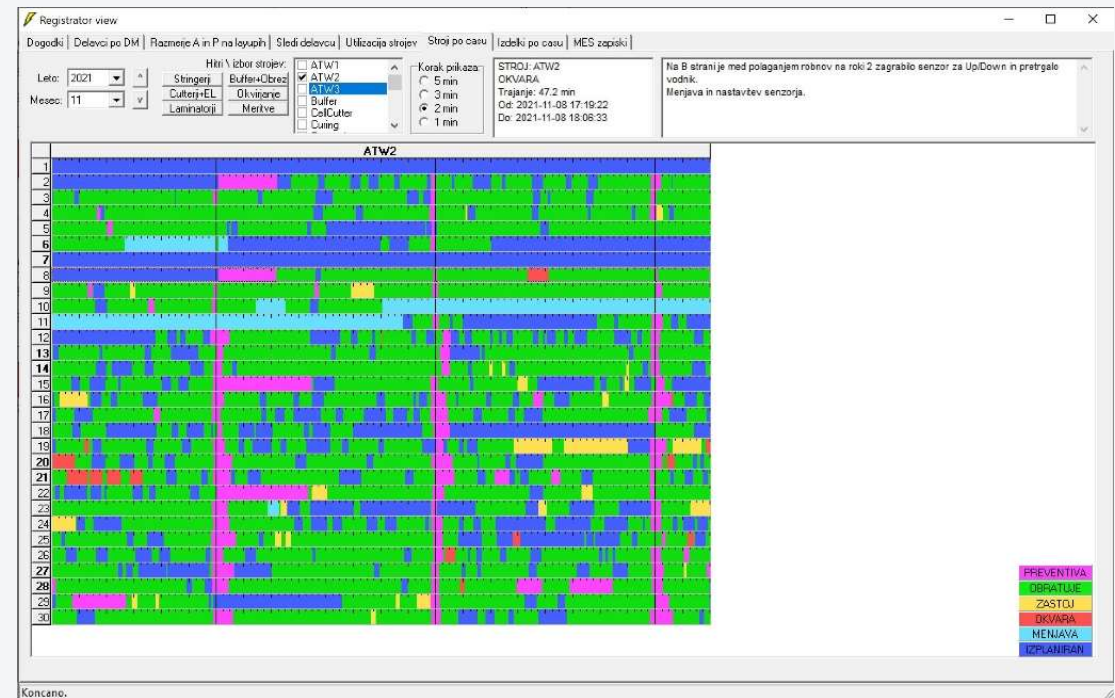 Registrator view
Dogodki | Delavci po DM | Razmerje A in P na layupih | Sledi delavcu | Utilizacija strojev | Stroji po casu | Izdelki po casu | MES zapiski
Leto: 2021
Mesec: 11
Hitri \ izbor strojev:
Stringerji Buffer+Obrez
Cutterji+EL Okvirjanje
Laminatorji Meritve
ATW1
ATW2
ATW3
Buffer
CellCutter
Curing
Korak prikaza:
5 min
3 min
2 min
1 min
STROJ: ATW2
OKVARA
Trajanje: 47.2 min
Od: 2021-11-08 17:19:22
Do: 2021-11-08 18:06:33
Na B strani je med polaganjem robnov na roki 2 zagrabilo senzor za Up/Down in pretrgalo
vodnik.
Menjava in nastavitev senzorja.
ATW2
1
2
3
4
5
6
7
8
9
10
11
12
13
14
15
16
17
18
19
20
21
22
23
24
25
26
27
28
29
30
PREVENTIVA
OBRATUJE
ZASTOJ
OKVARA
MENJAVA
IZPLANIRAN
Koncano.